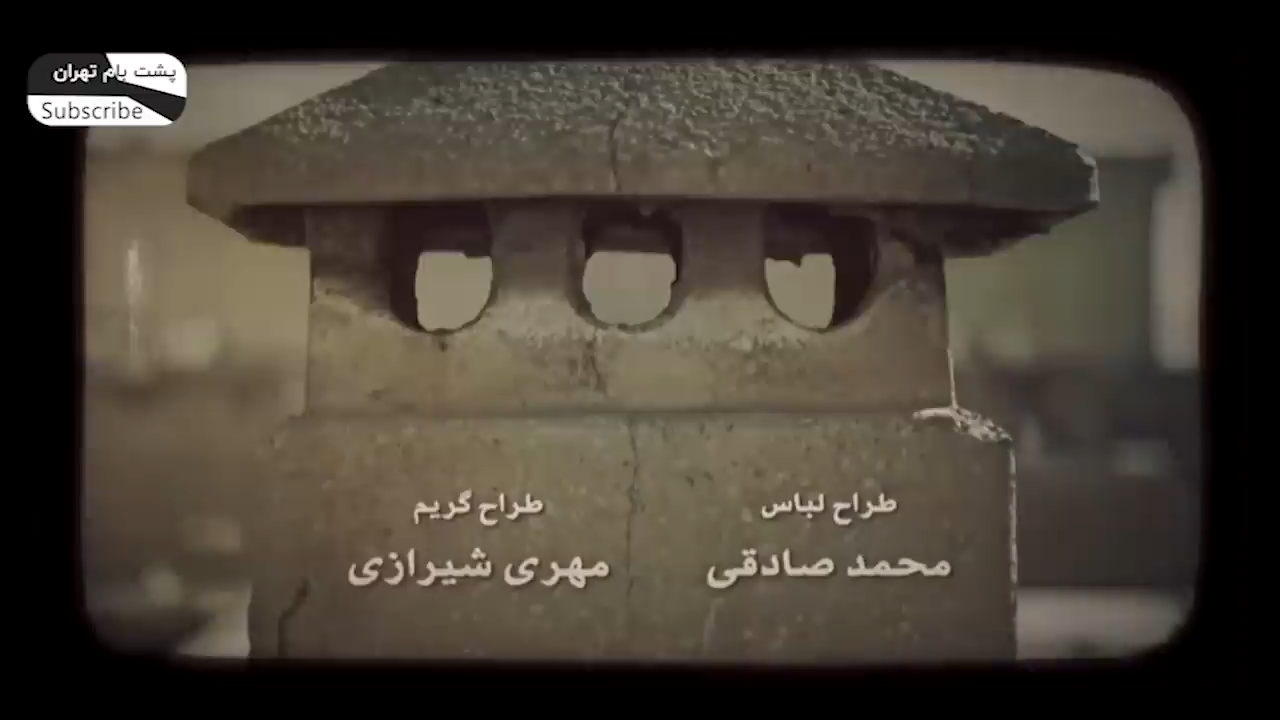 پشت بام تهران
Subscribe
طراح لباس
محمد صادقی
طراح گریم
مهری شیرازی